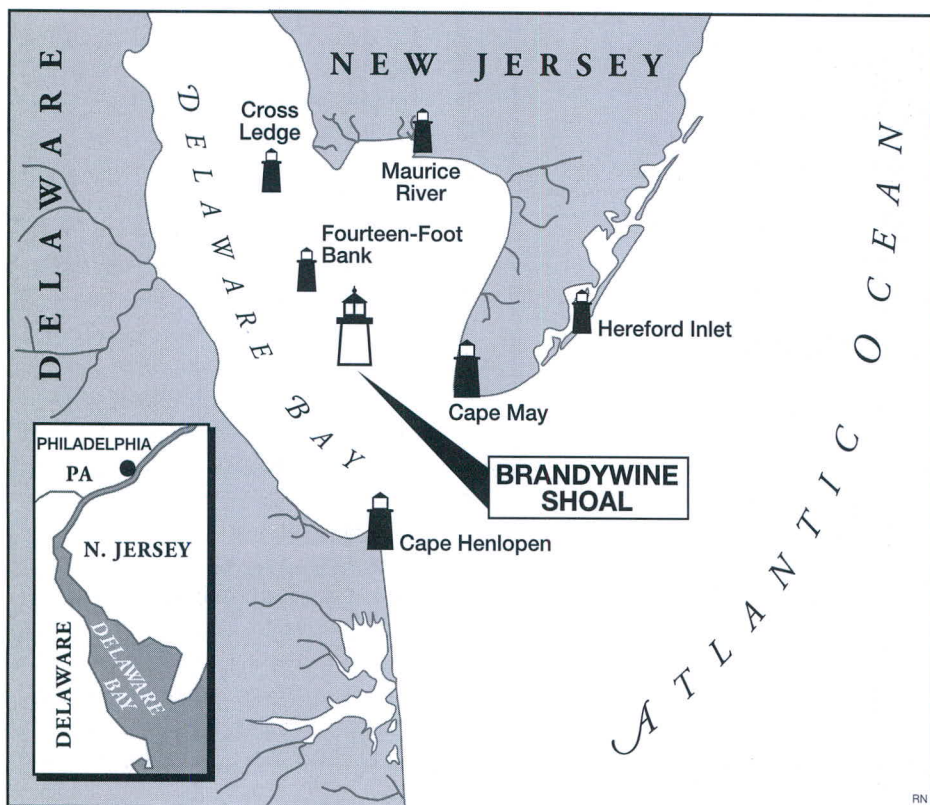 NEW JERSEY
DELAWARE
DELAWARE BAY
Cross
Ledge
Maurice
River
Fourteen-Foot
Bank
Hereford Inlet
Cape May
BRANDYWINE
SHOAL
Cape Henlopen
ATLANTIC OCEAN
PHILADELPHIA
PA
N. JERSEY
DELAWARE
DELAWARE
BAY
RN